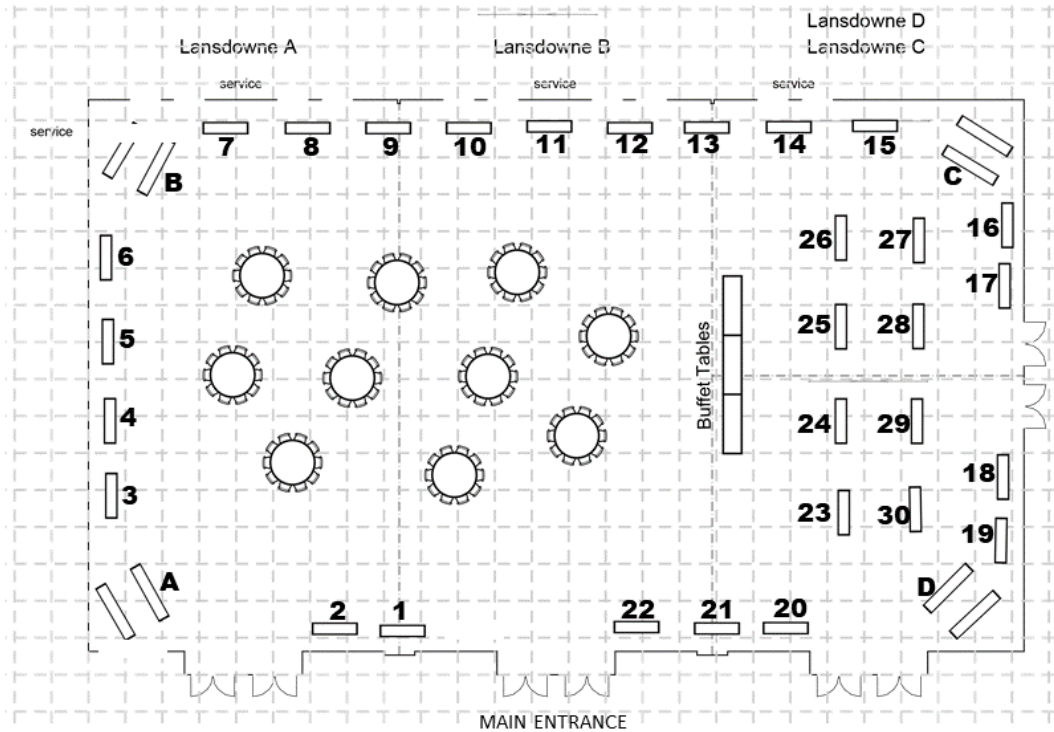 Lansdowne D
Lansdowne A
Lansdowne B
Lansdowne C
service
service
service
service
7
8
9
10
11
12
13
14
15
B
C
6
26
27
16
17
5
25
28
Buffet Tables
4
24
29
3
18
23
30
19
A
D
2
1
22
21
20
MAIN ENTRANCE